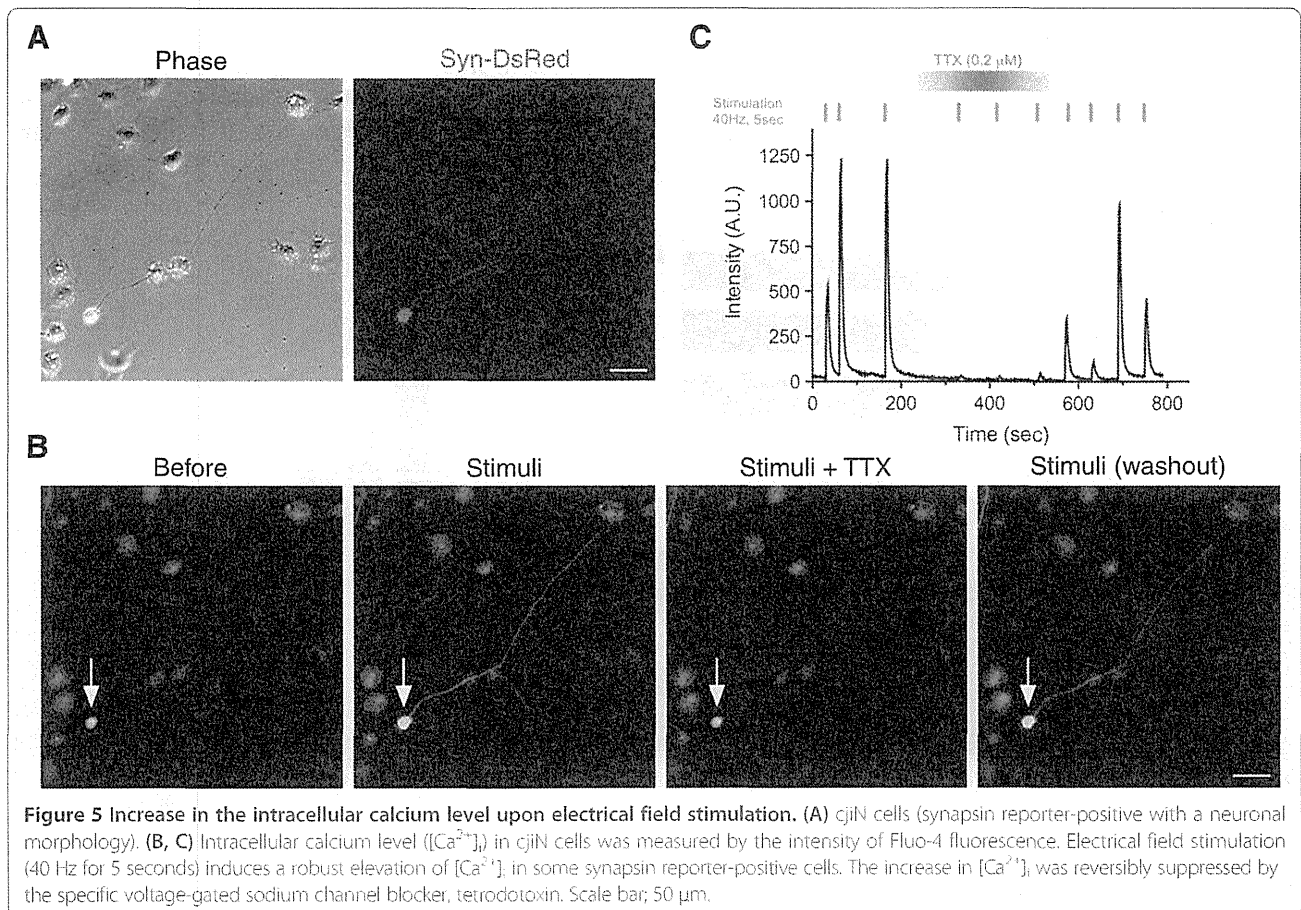 A
Phase
Syn-DsRed
C
TTX (0.2 μM)
Stimulation
40Hz, 5sec
Intensity (A.U.)
1250
1000
750
500
250
0
0 200 400 600 800
Time (sec)
B
Before
Stimuli
Stimuli + TTX
Stimuli (washout)
Figure 5 Increase in the intracellular calcium level upon electrical field stimulation. (A) cjiN cells (synapsin reporter-positive with a neuronal
morphology). (B, C) Intracellular calcium level ([Ca²⁺]ᵢ) in cjiN cells was measured by the intensity of Fluo-4 fluorescence. Electrical field stimulation
(40 Hz for 5 seconds) induces a robust elevation of [Ca²⁺]ᵢ in some synapsin reporter-positive cells. The increase in [Ca²⁺]ᵢ was reversibly suppressed by
the specific voltage-gated sodium channel blocker, tetrodotoxin. Scale bar; 50 μm.